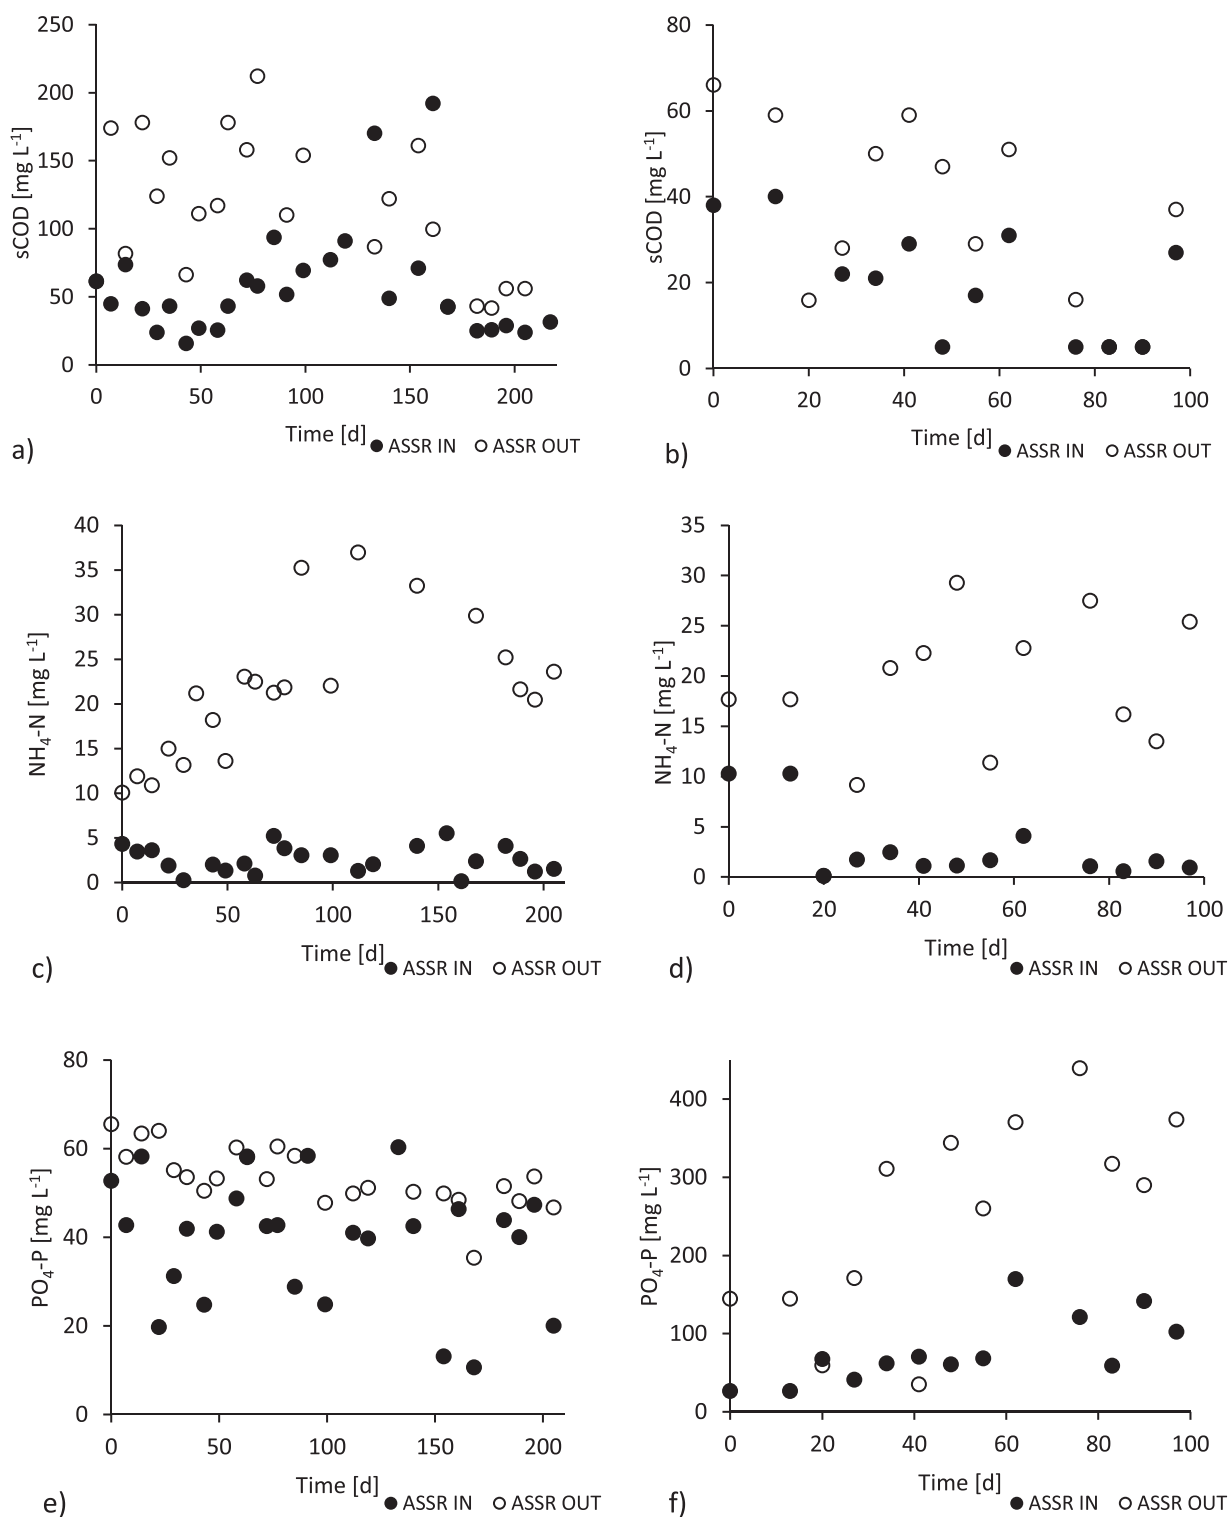 250
200
150
100
50
0
sCOD [mg L-1]
0 50 100 150 200
Time [d]
● ASSR IN ○ ASSR OUT
a)
80
60
40
20
0
sCOD [mg L-1]
0 20 40 60 80 100
Time [d]
● ASSR IN ○ ASSR OUT
b)
40
35
30
25
20
15
10
5
0
NH4-N [mg L-1]
0 50 100 150 200
Time [d]
● ASSR IN ○ ASSR OUT
c)
35
30
25
20
15
10
5
0
NH4-N [mg L-1]
0 20 40 60 80 100
Time [d]
● ASSR IN ○ ASSR OUT
d)
80
60
40
20
0
PO4-P [mg L-1]
0 50 100 150 200
Time [d]
● ASSR IN ○ ASSR OUT
e)
400
300
200
100
0
PO4-P [mg L-1]
0 20 40 60 80 100
Time [d]
● ASSR IN ○ ASSR OUT
f)